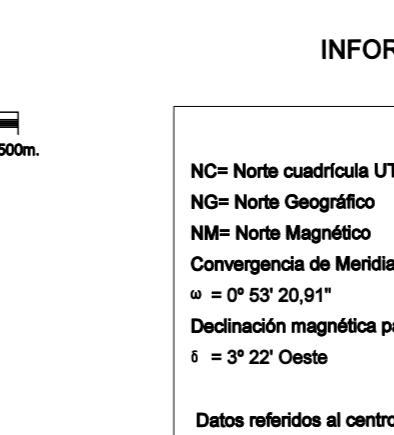 INFOR
500m.
NC= Norte cuadrícula UT
NG= Norte Geográfico
NM= Norte Magnético
Convergencia de Meridia
ω = 0º 53' 20,91"
Declinación magnética pa
δ = 3º 22' Oeste
Datos referidos al centro